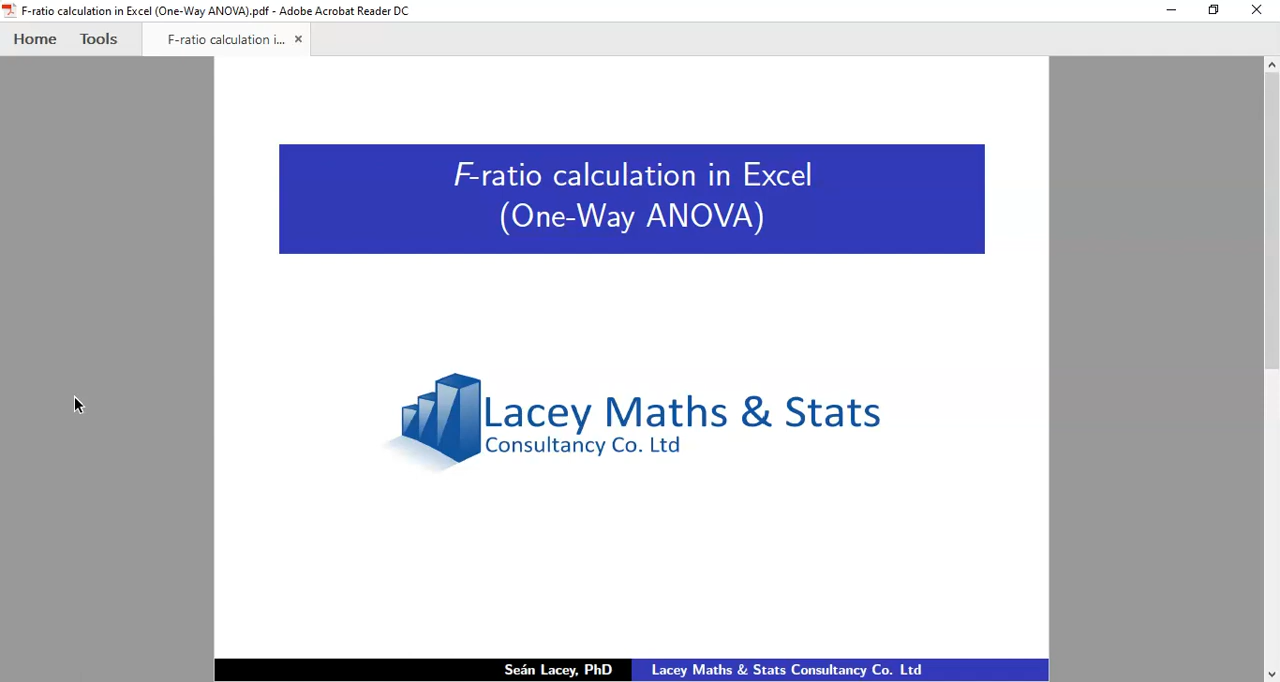 F-ratio calculation in Excel (One-Way ANOVA).pdf - Adobe Acrobat Reader DC
Home Tools F-ratio calculation i... ×
F-ratio calculation in Excel
(One-Way ANOVA)
Lacey Maths & Stats
Consultancy Co. Ltd
Seán Lacey, PhD Lacey Maths & Stats Consultancy Co. Ltd